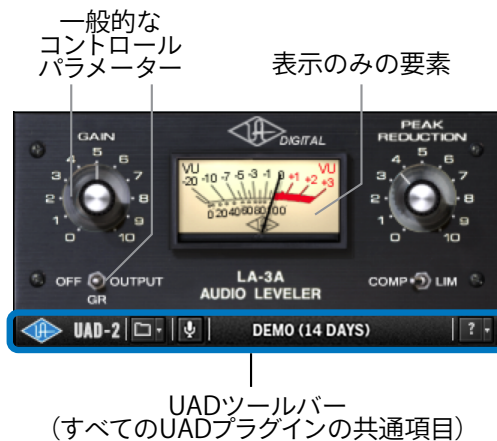 一般的な
コントロール
パラメーター
表示のみの要素
GAIN
0 1 2 3 4 5 6 7 8 9 10
UA DIGITAL
VU VU
-20 -10 -7 -5 -3 -1 0 +1 +2 +3
0 20 40 60 80 100
PEAK
REDUCTION
0 1 2 3 4 5 6 7 8 9 10
OFF OUTPUT
GR
LA-3A
AUDIO LEVELER
COMP LIM
UA UAD-2 DEMO (14 DAYS) ?
UADツールバー
(すべてのUADプラグインの共通項目)